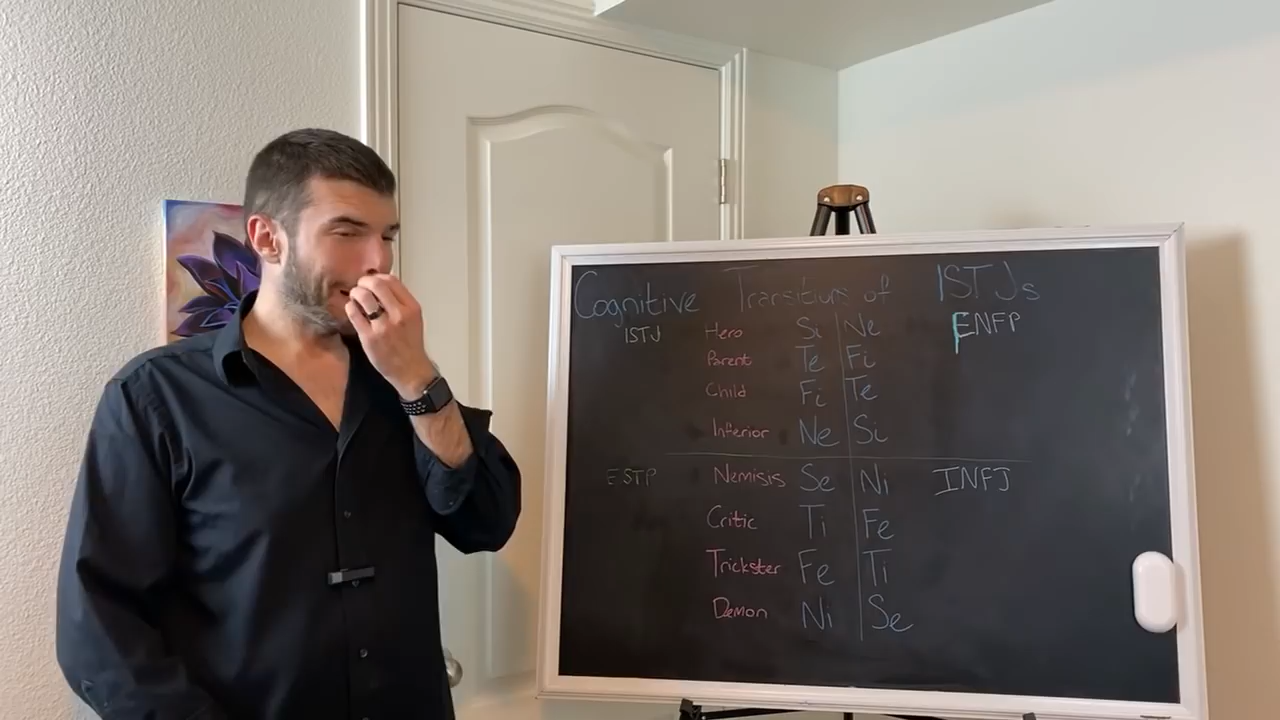 Cognitive Transitions of ISTJs
ISTJ Hero Si Ne ENFP
Parent Te Fi
Child Fi Te
Inferior Ne Si
ESTP Nemisis Se Ni INFJ
Critic Ti Fe
Trickster Fe Ti
Demon Ni Se